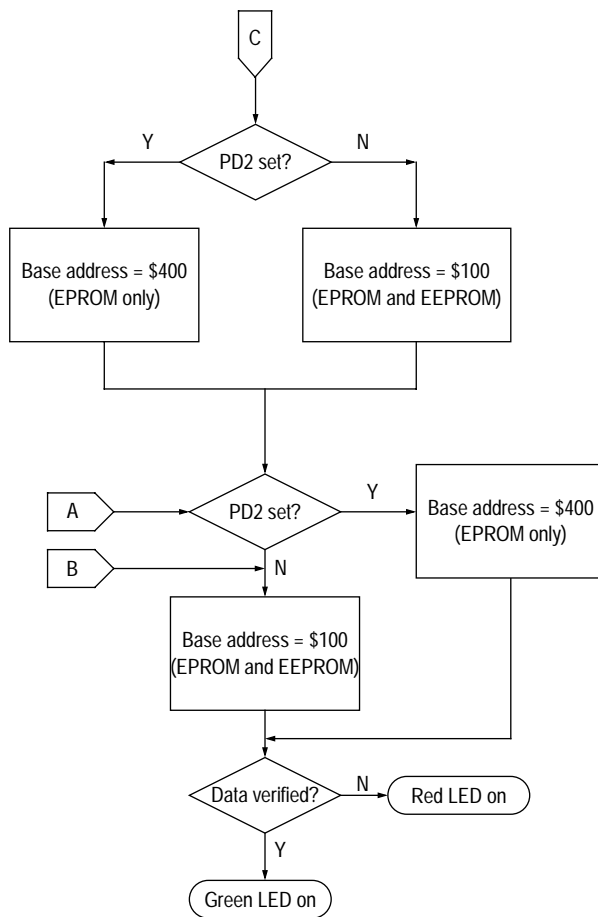 C
Y
N
PD2 set?
Base address = $400
(EPROM only)
Base address = $100
(EPROM and EEPROM)
A
PD2 set?
Y
Base address = $400
(EPROM only)
B
N
Base address = $100
(EPROM and EEPROM)
Data verified?
N
Red LED on
Y
Green LED on